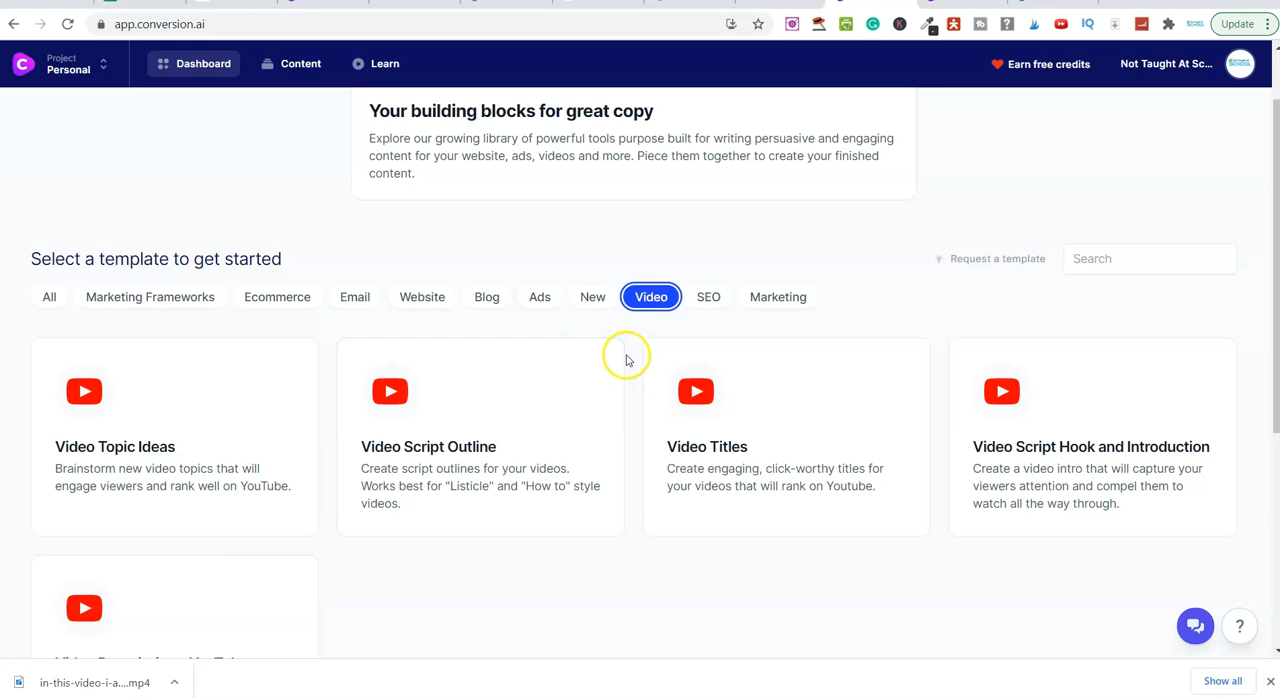 app.conversion.ai
Update
Project
Personal
Dashboard
Content
Learn
Earn free credits
Not Taught At Sc...
Your building blocks for great copy
Explore our growing library of powerful tools purpose built for writing persuasive and engaging
content for your website, ads, videos and more. Piece them together to create your finished
content.
Select a template to get started
Request a template
Search
All
Marketing Frameworks
Ecommerce
Email
Website
Blog
Ads
New
Video
SEO
Marketing
Video Topic Ideas
Brainstorm new video topics that will
engage viewers and rank well on YouTube.
Video Script Outline
Create script outlines for your videos.
Works best for "Listicle" and "How to" style
videos.
Video Titles
Create engaging, click-worthy titles for
your videos that will rank on Youtube.
Video Script Hook and Introduction
Create a video intro that will capture your
viewers attention and compel them to
watch all the way through.
in-this-video-i-a....mp4
Show all